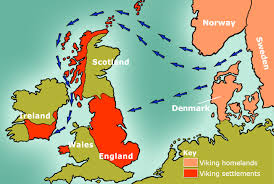 Norway
Sweden
Scotland
Ireland
Denmark
Wales
England
Key
Viking homelands
Viking settlements